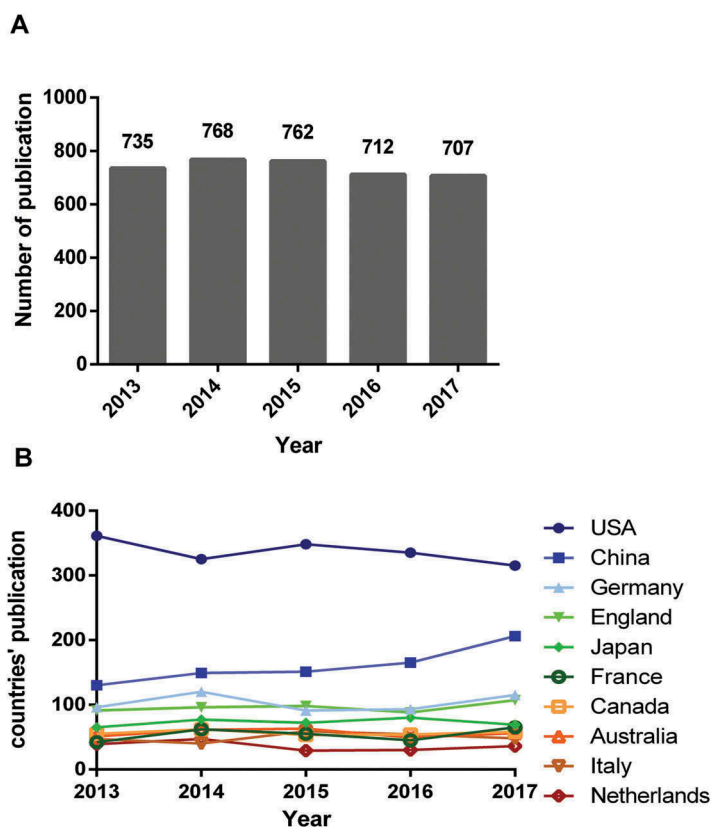 A
1000
800
600
400
200
0
Number of publication
735
768
762
712
707
2013
2014
2015
2016
2017
Year
B
400
300
200
100
0
countries' publication
2013
2014
2015
2016
2017
Year
USA
China
Germany
England
Japan
France
Canada
Australia
Italy
Netherlands